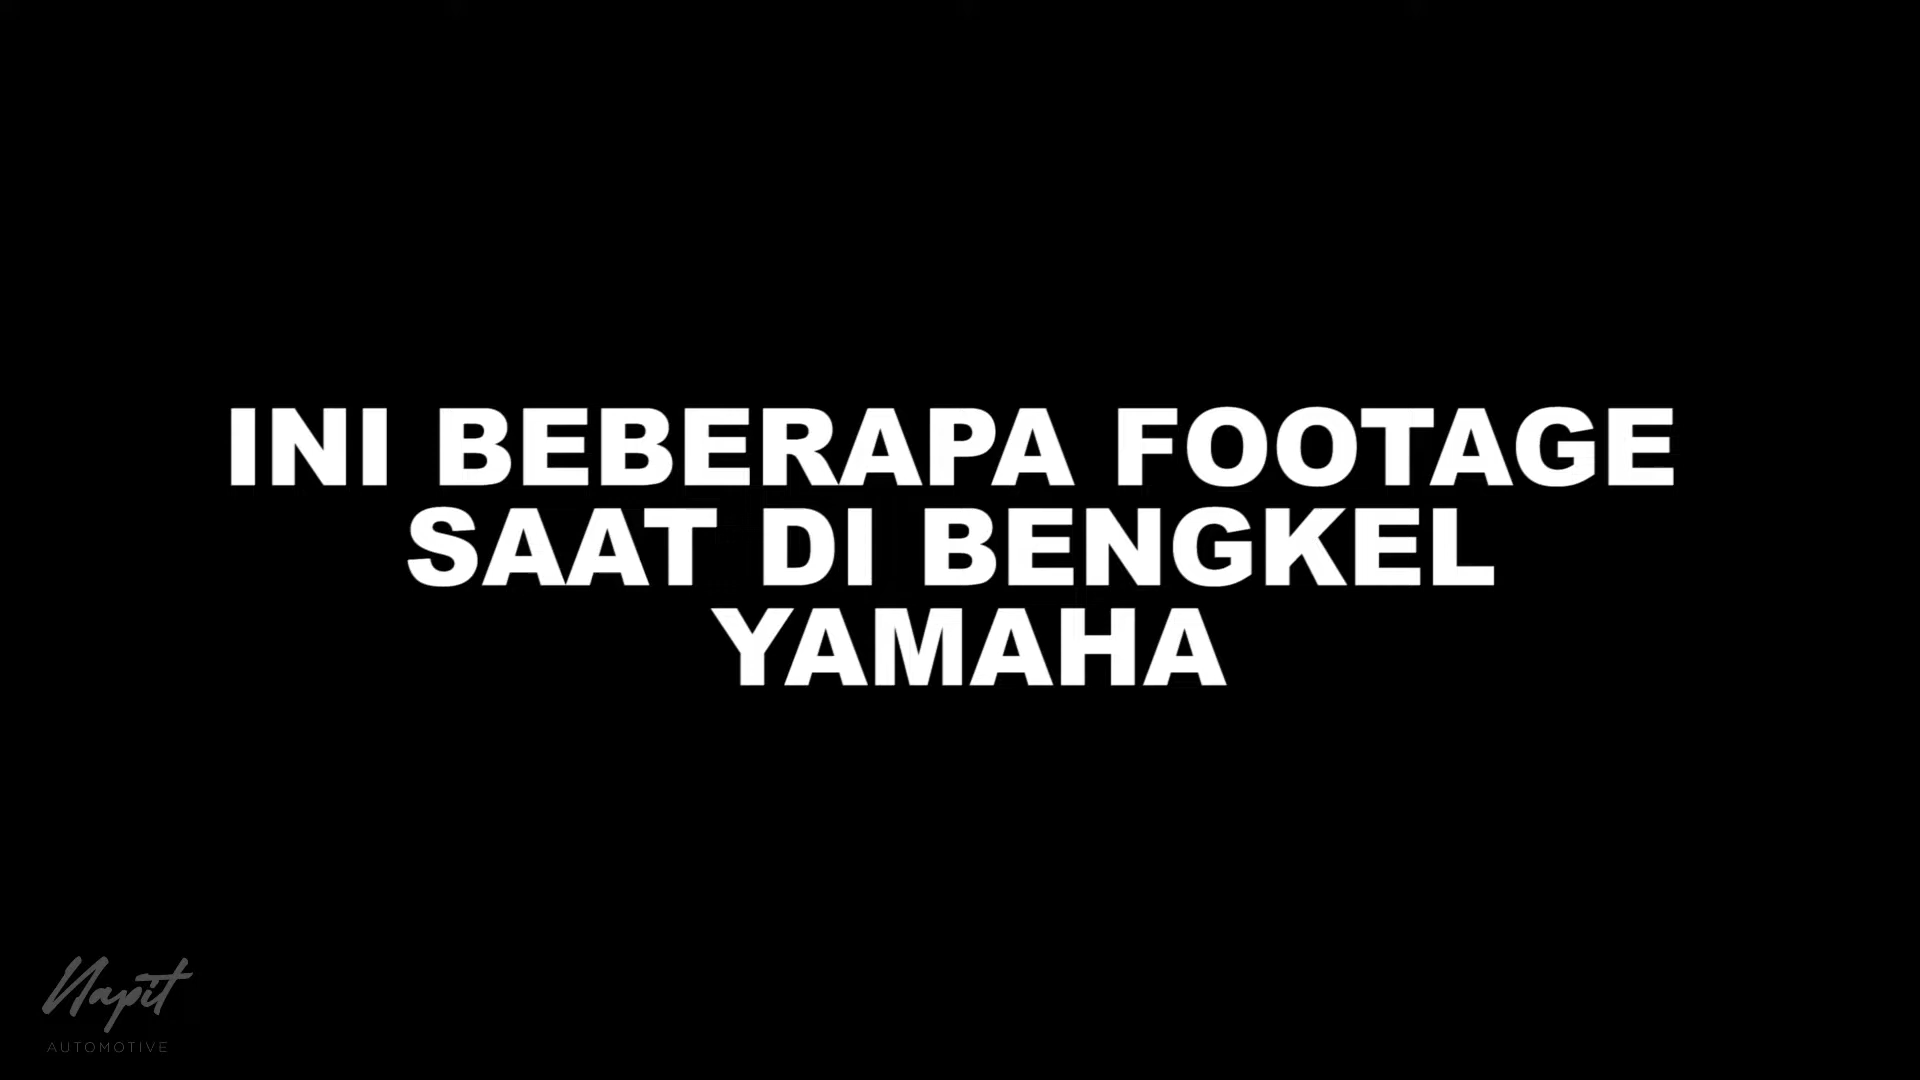 INI BEBERAPA FOOTAGE
SAAT DI BENGKEL
YAMAHA
Napit
AUTOMOTIVE